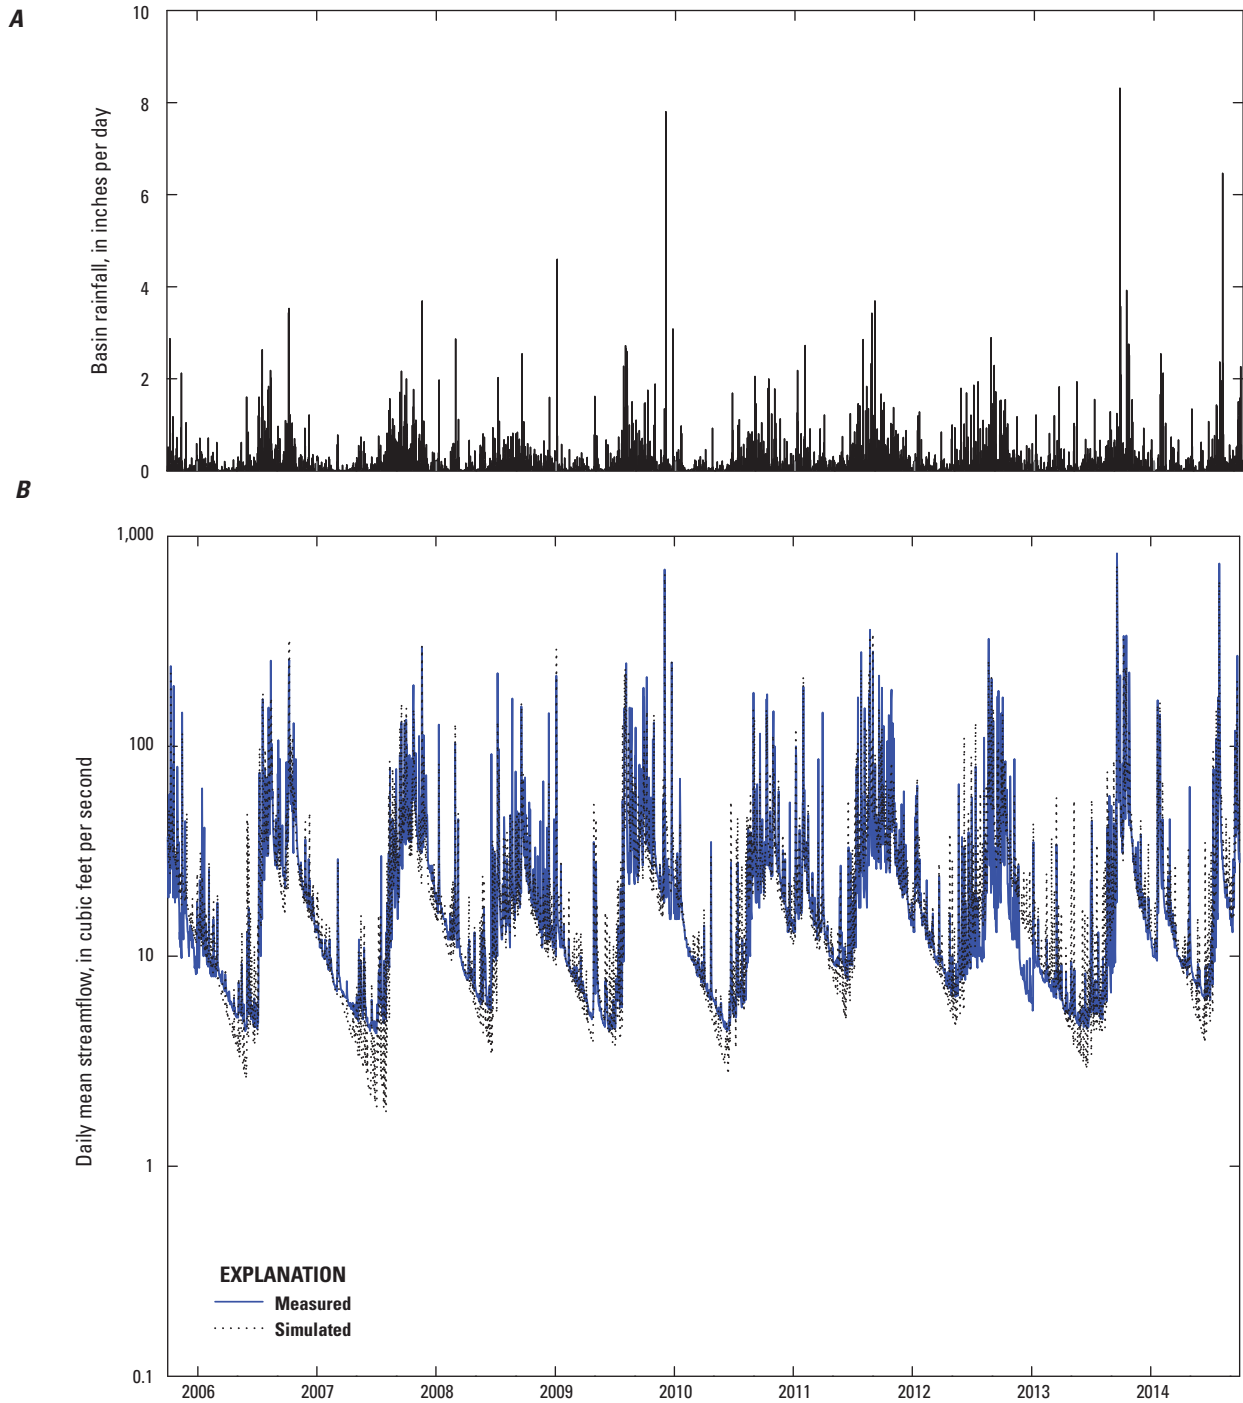 A
10
8
6
4
2
0
Basin rainfall, in inches per day
B
1,000
100
10
1
0.1
Daily mean streamflow, in cubic feet per second
EXPLANATION
Measured
Simulated
2006 2007 2008 2009 2010 2011 2012 2013 2014